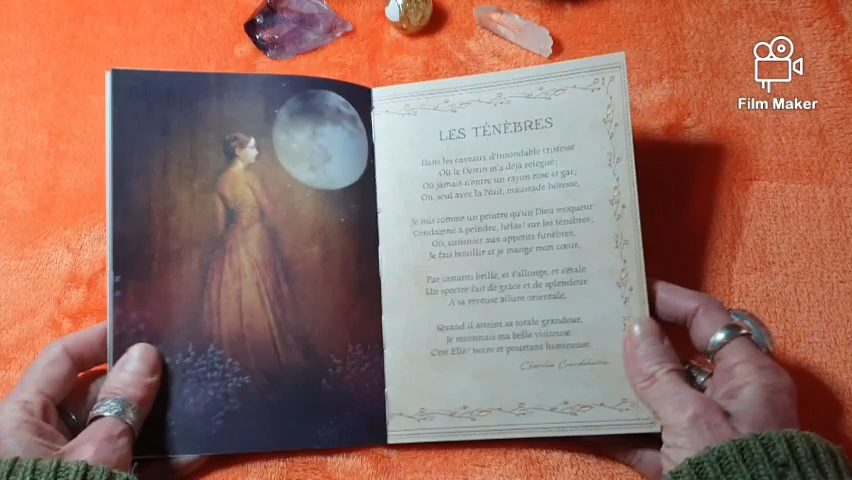 Film Maker
LES TÉNÈBRES
Dans les caveaux d'insondable tristesse
Où le Destin m'a déjà relégué;
Où jamais n'entre un rayon rose et gai;
Où, seul avec la Nuit, maussade hôtesse,
Je suis comme un peintre qu'un Dieu moqueur
Condamne à peindre, hélas! sur les ténèbres;
Où, cuisinier aux appétits funèbres,
Je fais bouillir et je mange mon cœur,
Par instants brille, et s'allonge, et s'étale
Un spectre fait de grâce et de splendeur.
À sa rêveuse allure orientale,
Quand il atteint sa totale grandeur,
Je reconnais ma belle visiteuse:
C'est Elle! noire et pourtant lumineuse.
Charles Baudelaire